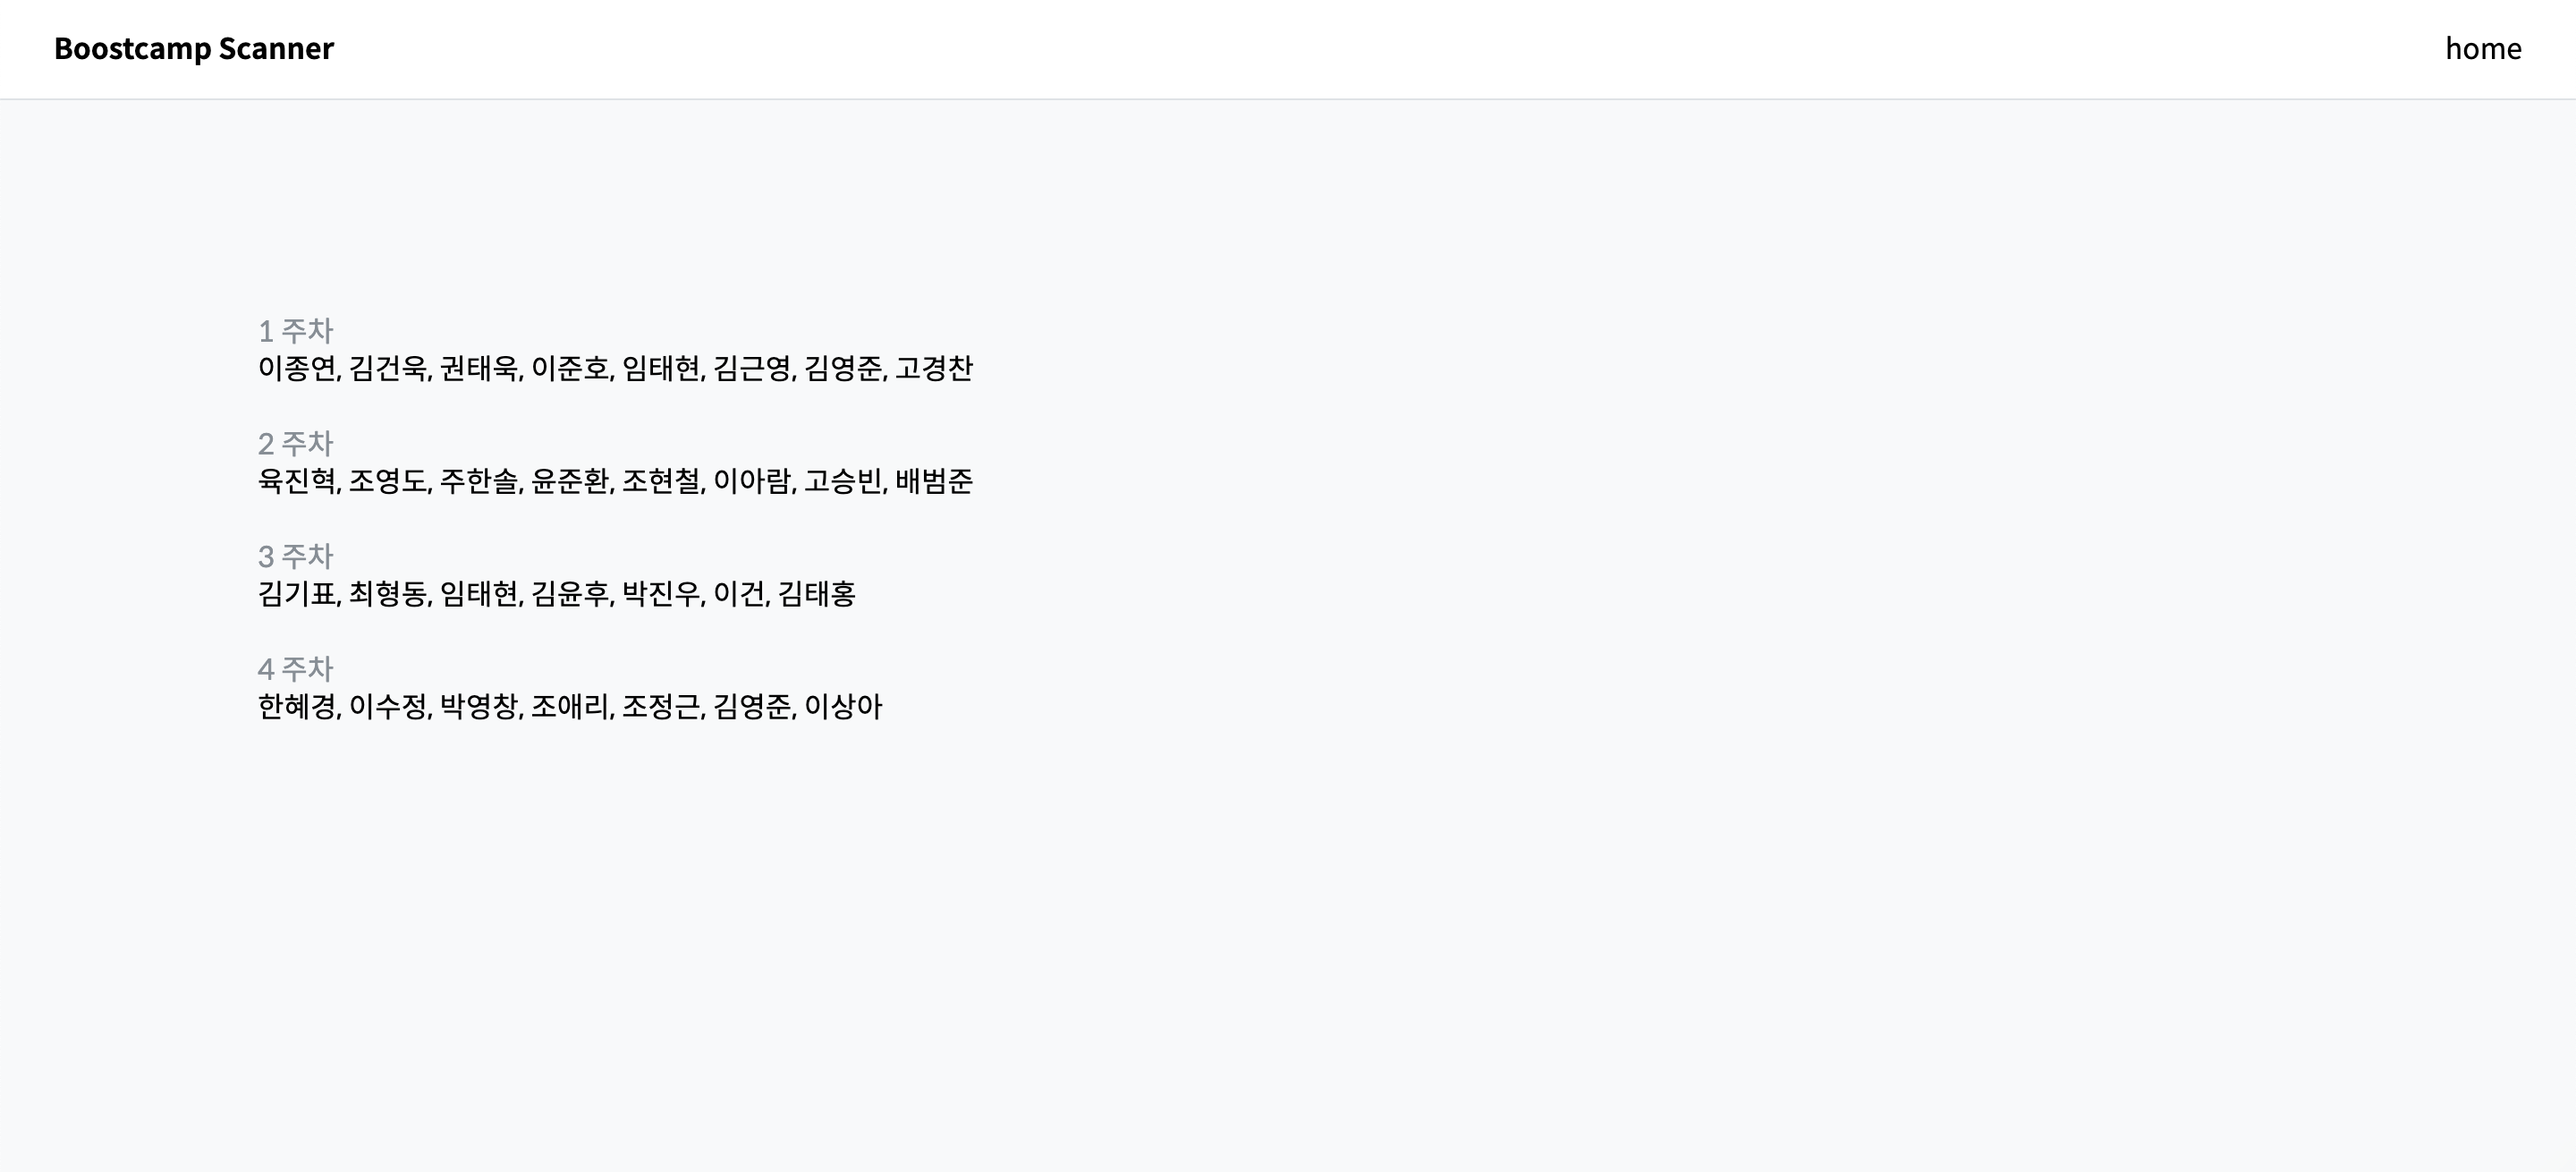 Boostcamp Scanner
home
1 주차
이종연, 김건욱, 권태욱, 이준호, 임태현, 김근영, 김영준, 고경찬
2 주차
육진혁, 조영도, 주한솔, 윤준환, 조현철, 이아람, 고승빈, 배범준
3 주차
김기표, 최형동, 임태현, 김윤후, 박진우, 이건, 김태홍
4 주차
한혜경, 이수정, 박영창, 조애리, 조정근, 김영준, 이상아